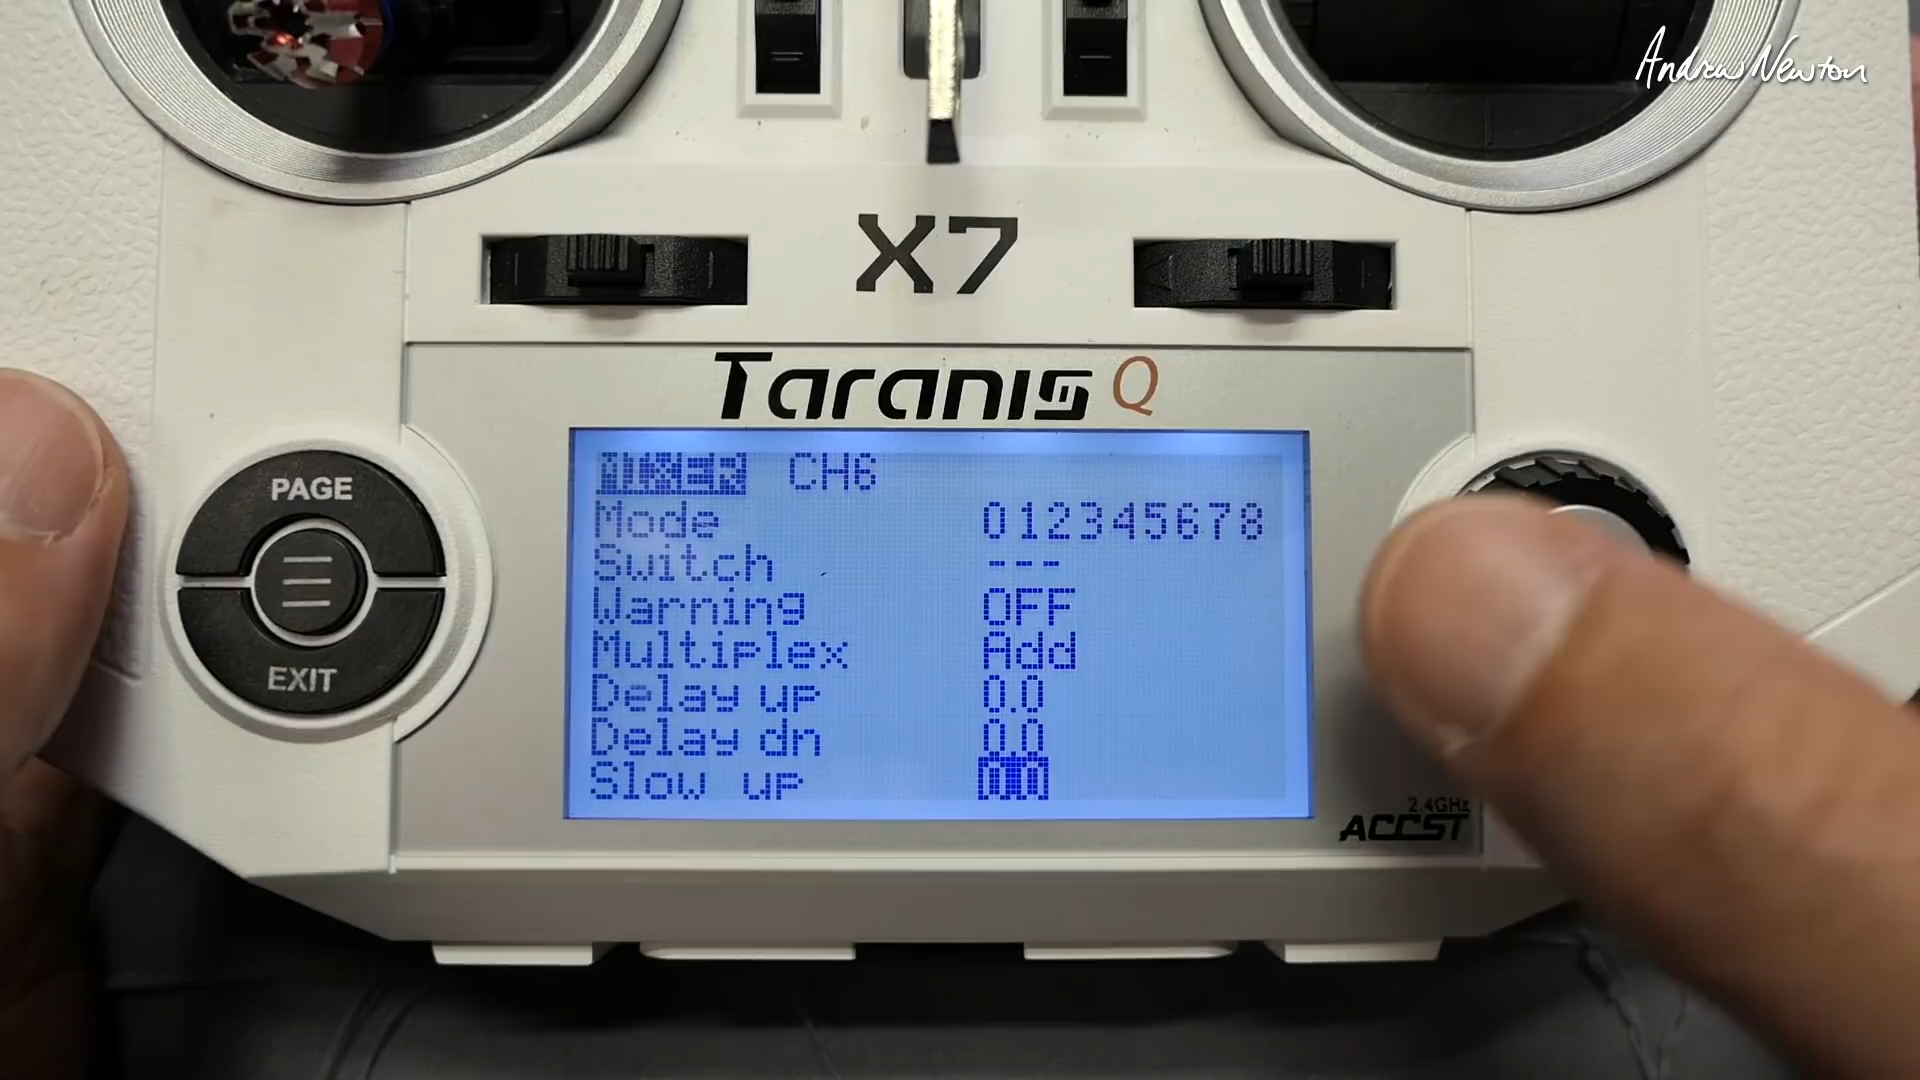 Andrew Newton
X7
Taranis Q
PAGE
EXIT
MIXER CH6
Mode 012345678
Switch ---
Warning OFF
Multiplex Add
Delay up 0.0
Delay dn 0.0
Slow up
2.4GHz
ACCST